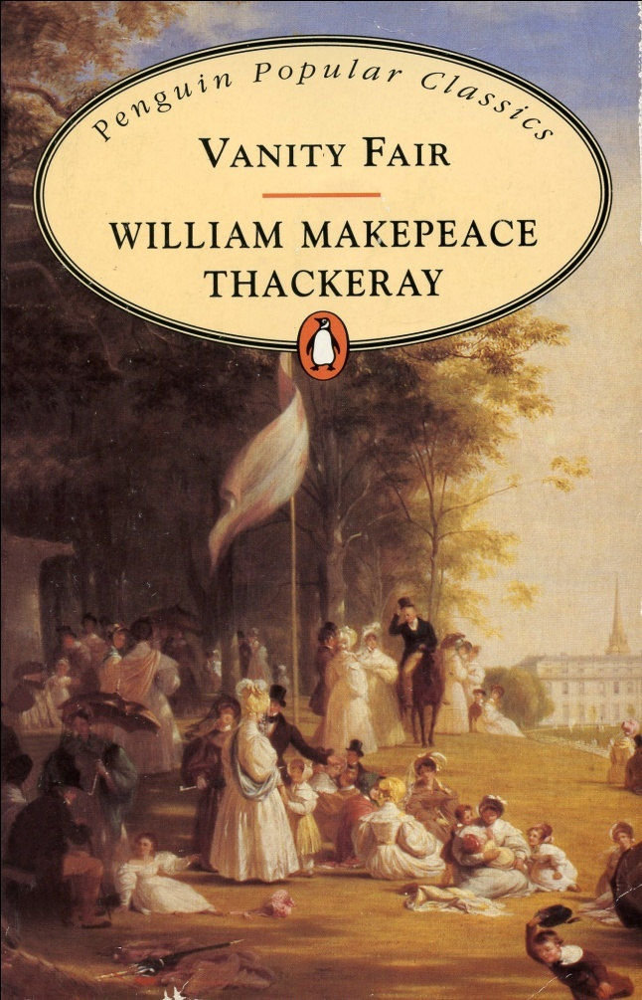 Penguin Popular Classics
VANITY FAIR
WILLIAM MAKEPEACE
THACKERAY